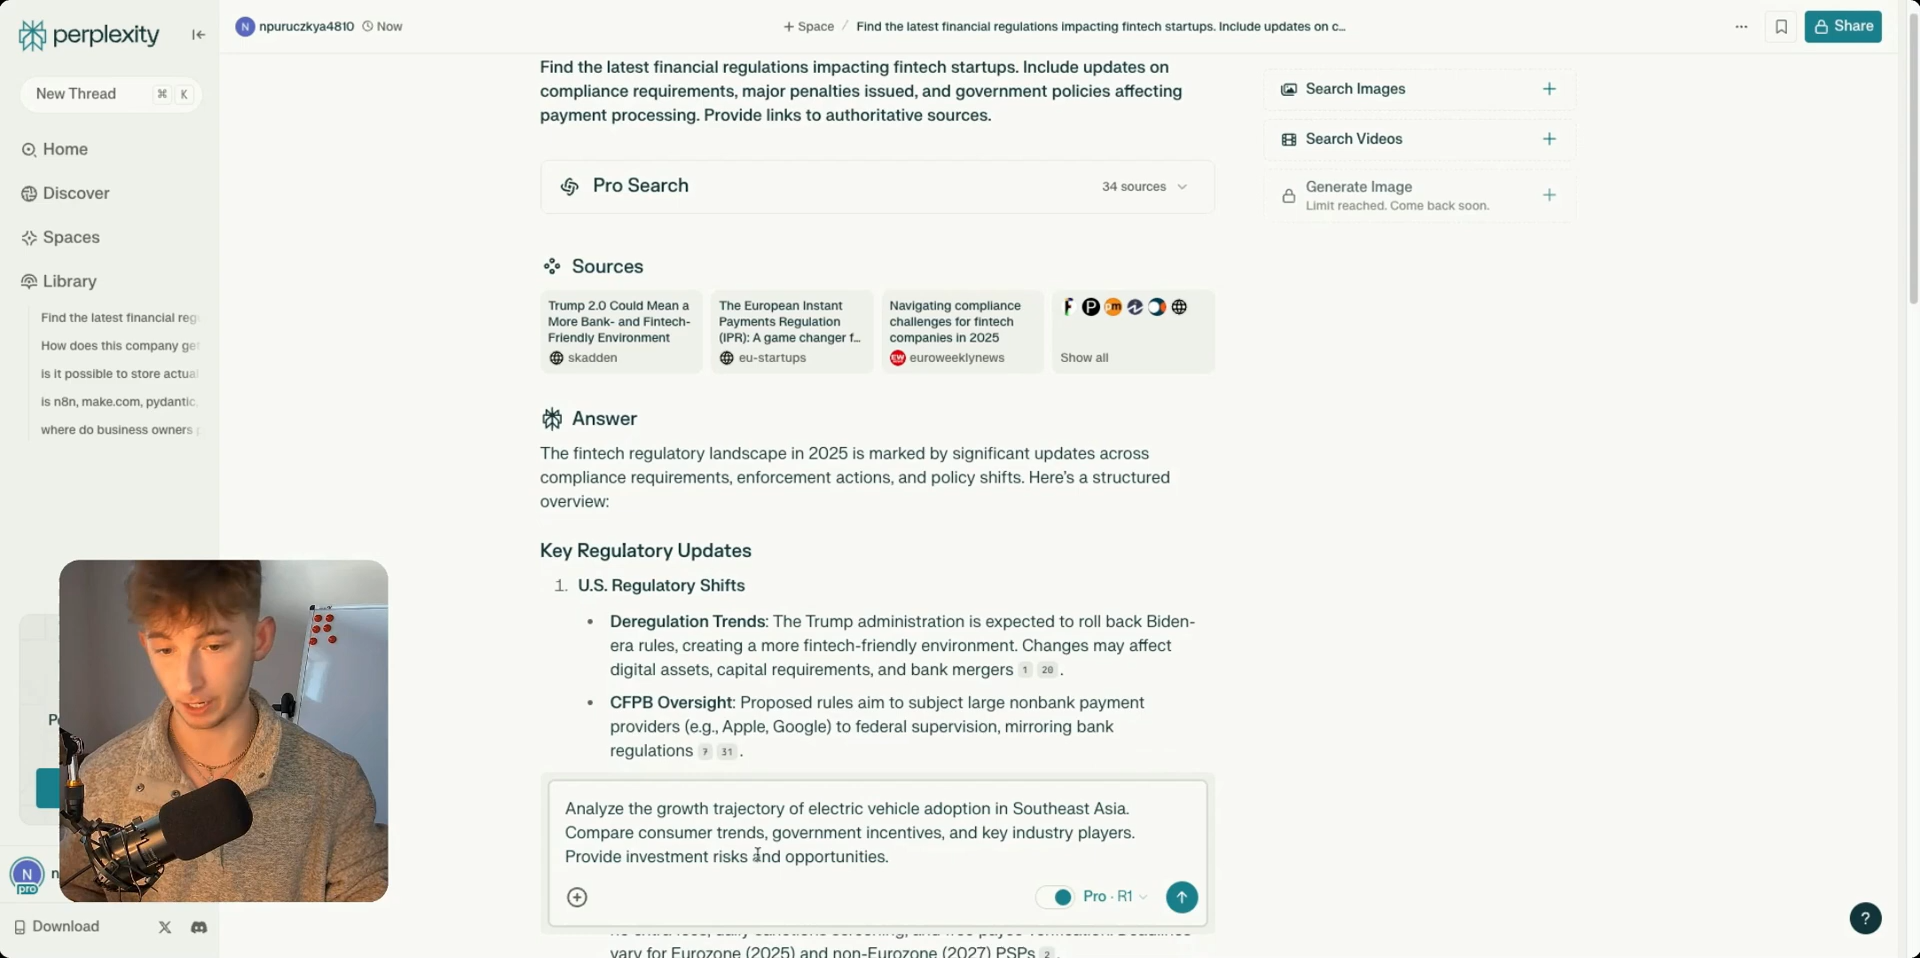 perplexity
New Thread ⌘ K
Home
Discover
Spaces
Library
Find the latest financial reg
How does this company get
is it possible to store actual
is n8n, make.com, pydantic,
where do business owners
N
pro
Download
N npuruczkya4810 Now
+ Space / Find the latest financial regulations impacting fintech startups. Include updates on c...
Share
Find the latest financial regulations impacting fintech startups. Include updates on
compliance requirements, major penalties issued, and government policies affecting
payment processing. Provide links to authoritative sources.
Pro Search
34 sources
Sources
Trump 2.0 Could Mean a
More Bank- and Fintech-
Friendly Environment
skadden
The European Instant
Payments Regulation
(IPR): A game changer f...
eu-startups
Navigating compliance
challenges for fintech
companies in 2025
euroweeklynews
Show all
Answer
The fintech regulatory landscape in 2025 is marked by significant updates across
compliance requirements, enforcement actions, and policy shifts. Here's a structured
overview:
Key Regulatory Updates
1. U.S. Regulatory Shifts
• Deregulation Trends: The Trump administration is expected to roll back Biden-
era rules, creating a more fintech-friendly environment. Changes may affect
digital assets, capital requirements, and bank mergers 1 20 .
• CFPB Oversight: Proposed rules aim to subject large nonbank payment
providers (e.g., Apple, Google) to federal supervision, mirroring bank
regulations 7 31 .
Analyze the growth trajectory of electric vehicle adoption in Southeast Asia.
Compare consumer trends, government incentives, and key industry players.
Provide investment risks and opportunities.
Pro · R1
vary for Eurozone (2025) and non-Eurozone (2027) PSPs 2 .
Search Images
Search Videos
Generate Image
Limit reached. Come back soon.
?